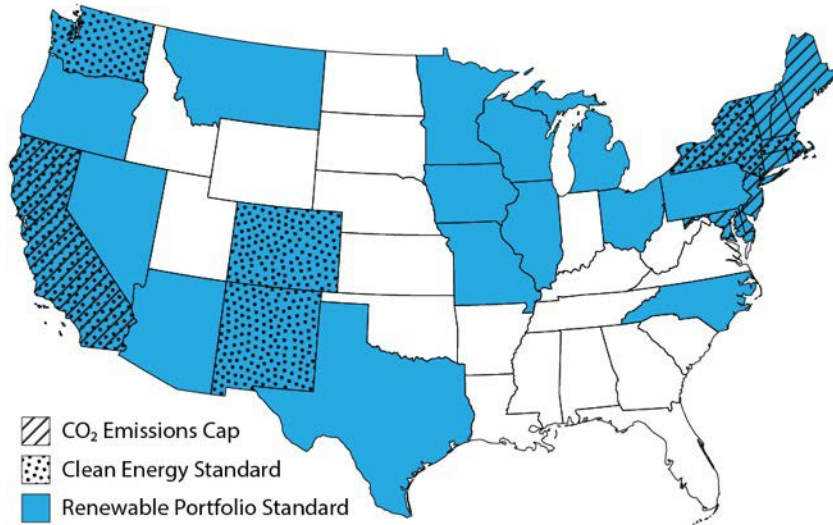 CO₂ Emissions Cap
Clean Energy Standard
Renewable Portfolio Standard